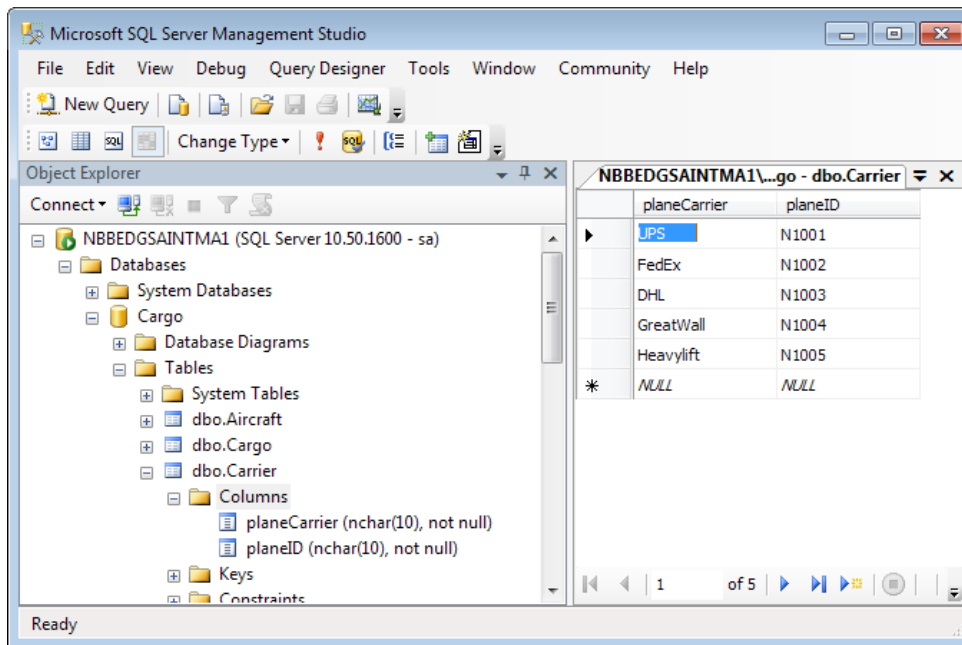 Microsoft SQL Server Management Studio
File Edit View Debug Query Designer Tools Window Community Help
New Query
SQL Change Type SQL
Object Explorer
Connect
NBBEDGSAINTMA1 (SQL Server 10.50.1600 - sa)
Databases
System Databases
Cargo
Database Diagrams
Tables
System Tables
dbo.Aircraft
dbo.Cargo
dbo.Carrier
Columns
planeCarrier (nchar(10), not null)
planeID (nchar(10), not null)
Keys
Constraints
NBBEDGSAINTMA1\...go - dbo.Carrier
planeCarrier planeID
UPS N1001
FedEx N1002
DHL N1003
GreatWall N1004
Heavylift N1005
NULL NULL
1 of 5
Ready